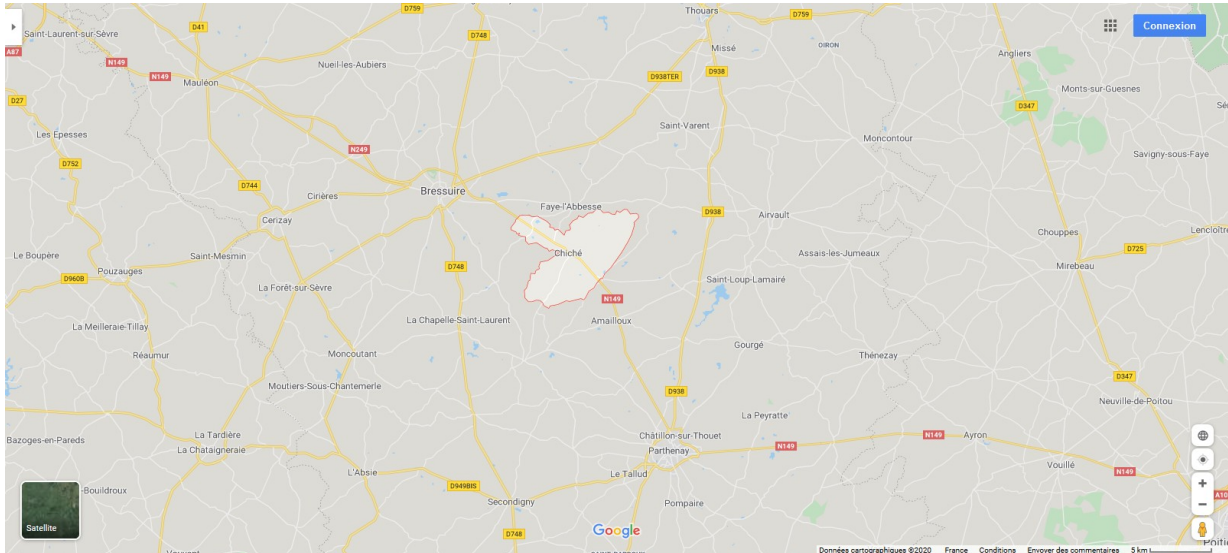 D759
Thouars
D759
D41
Saint-Laurent-sur-Sèvre
D748
Connexion
A87
N149
Missé
OIRON
Angliers
Nueil-les-Aubiers
N149
D938TER
D938
Mauléon
Monts-sur-Guesnes
D27
D347
Saint-Varent
Les Epesses
Moncontour
N249
Savigny-sous-Faye
D752
D744
Cirières
Bressuire
Faye-l'Abbesse
D938
Airvault
Cerizay
Chouppes
Lencloître
D725
Le Boupère
Saint-Mesmin
Chiché
Assais-les-Jumeaux
D748
Mirebeau
Pouzauges
D960B
La Forêt-sur-Sèvre
Saint-Loup-Lamairé
N149
La Meilleraie-Tillay
La Chapelle-Saint-Laurent
Amailloux
Gourgé
Réaumur
Moncoutant
Thénezay
D347
Moutiers-Sous-Chantemerle
D938
Neuville-de-Poitou
La Peyratte
La Tardière
Châtillon-sur-Thouet
N149
Ayron
Bazoges-en-Pareds
La Chataigneraie
Parthenay
N149
Vouillé
L'Absie
Le Tallud
N149
D949BIS
-Bouildroux
Secondigny
Pompaire
A10
Satellite
Google
D748
Données cartographiques ©2020 France Conditions Envoyer des commentaires 5 km